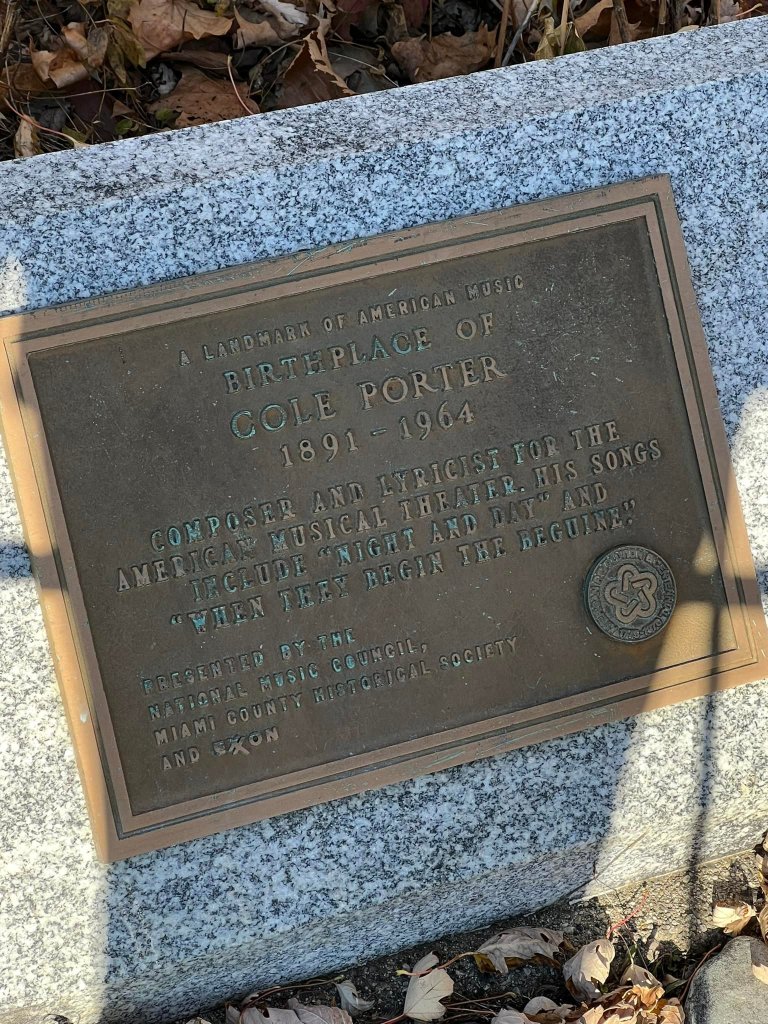 A LANDMARK OF AMERICAN MUSIC
BIRTHPLACE OF
COLE PORTER
1891 – 1964
COMPOSER AND LYRICIST FOR THE
AMERICAN MUSICAL THEATER. HIS SONGS
INCLUDE "NIGHT AND DAY" AND
"WHEN THEY BEGIN THE BEGUINE."
PRESENTED BY THE
NATIONAL MUSIC COUNCIL,
MIAMI COUNTY HISTORICAL SOCIETY
AND EXXON